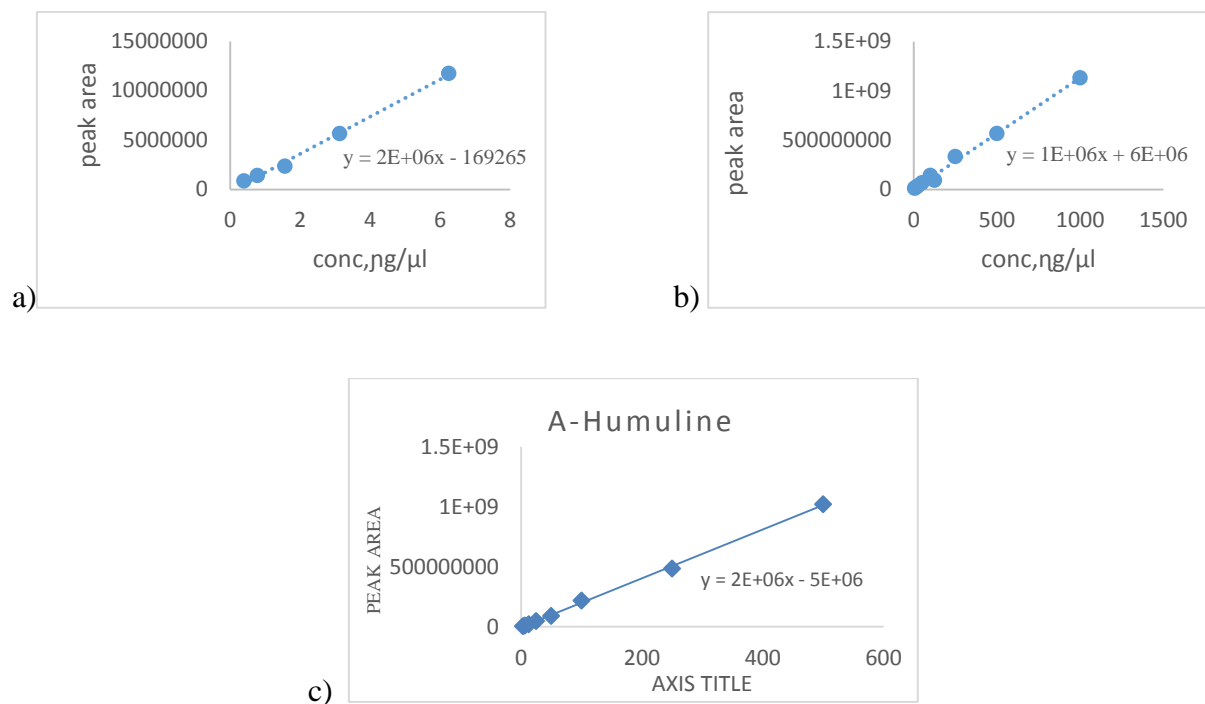 15000000
10000000
5000000
0
0 2 4 6 8
peak area
conc,ɲg/µl
y = 2E+06x - 169265
a)
1.5E+09
1E+09
500000000
0
0 500 1000 1500
peak area
conc,ɳg/µl
y = 1E+06x + 6E+06
b)
A-Humuline
1.5E+09
1E+09
500000000
0
0 200 400 600
PEAK AREA
AXIS TITLE
y = 2E+06x - 5E+06
c)